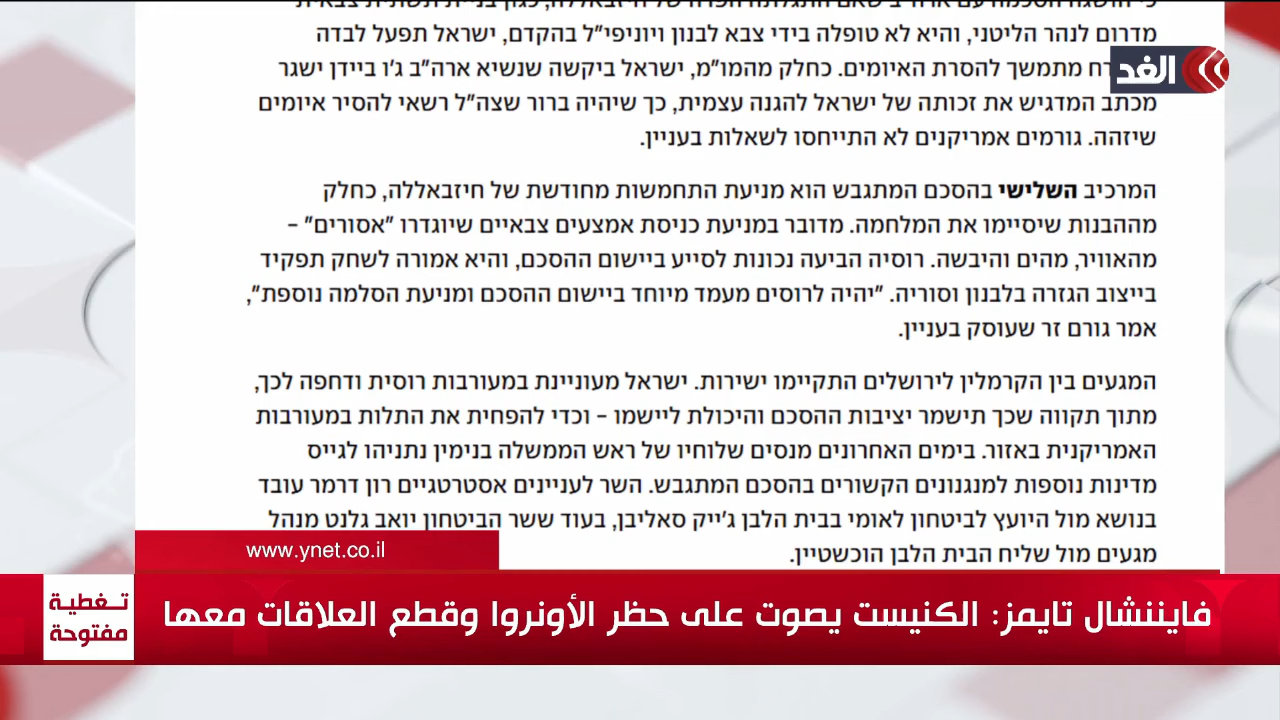 מדרום לנהר הליטני, והיא לא טופלה בידי צבא לבנון ויוניפי"ל בהקדם, ישראל תפעל לבדה
מתמשך להסרת האיומים. כחלק מהמו"מ, ישראל ביקשה שנשיא ארה"ב ג'ו ביידן ישגר
מכתב המדגיש את זכותה של ישראל להגנה עצמית, כך שיהיה ברור שצה"ל רשאי להסיר איומים
שיזהה. גורמים אמריקנים לא התייחסו לשאלות בעניין.
המרכיב השלישי בהסכם המתגבש הוא מניעת התחמשות מחודשת של חיזבאללה, כחלק
מההבנות שיסיימו את המלחמה. מדובר במניעת כניסת אמצעים צבאיים שיוגדרו "אסורים" –
מהאוויר, מהים והיבשה. רוסיה הביעה נכונות לסייע ביישום ההסכם, והיא אמורה לשחק תפקיד
בייצוב הגזרה בלבנון וסוריה. "יהיה לרוסים מעמד מיוחד ביישום ההסכם ומניעת הסלמה נוספת",
אמר גורם זר שעוסק בעניין.
המגעים בין הקרמלין לירושלים התקיימו ישירות. ישראל מעוניינת במעורבות רוסית ודחפה לכך,
מתוך תקווה שכך תישמר יציבות ההסכם והיכולת ליישמו – וכדי להפחית את התלות במעורבות
האמריקנית באזור. בימים האחרונים מנסים שלוחיו של ראש הממשלה בנימין נתניהו לגייס
מדינות נוספות למנגנונים הקשורים בהסכם המתגבש. השר לעניינים אסטרטגיים רון דרמר עובד
בנושא מול היועץ לביטחון לאומי בבית הלבן ג'ייק סאליבן, בעוד ששר הביטחון יואב גלנט מנהל
מגעים מול שליח הבית הלבן הוכשטיין.
الغد
www.ynet.co.il
فايننشال تايمز: الكنيست يصوت على حظر الأونروا وقطع العلاقات معها
تغطية
مفتوحة